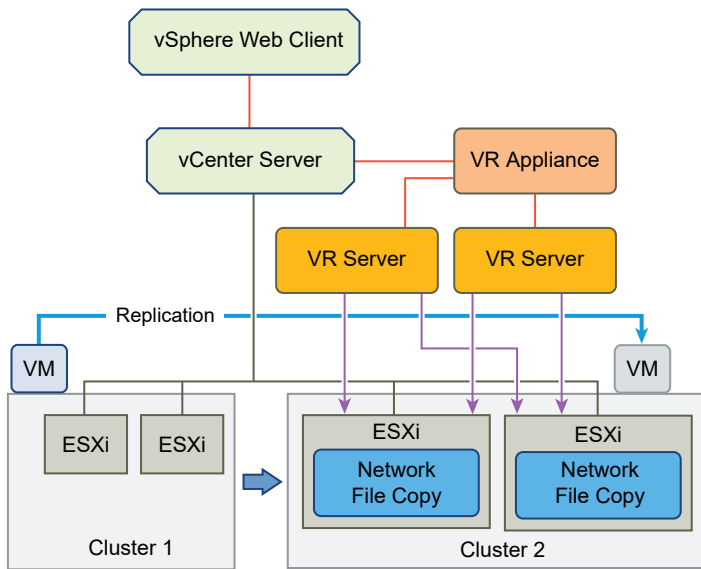 vSphere Web Client
vCenter Server
VR Appliance
VR Server
VR Server
Replication
VM
VM
ESXi
ESXi
ESXi
Network
File Copy
ESXi
Network
File Copy
Cluster 1
Cluster 2